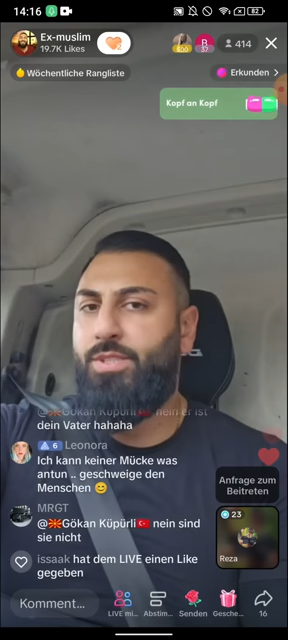 14:16
82
Ex-muslim
19.7K Likes
800
37
414
Wöchentliche Rangliste
Erkunden >
Kopf an Kopf
@🇲🇰Gökan Küpürli🇹🇷 nein er ist
dein Vater hahaha
6 Leonora
Ich kann keiner Mücke was
antun .. geschweige den
Menschen 😊
MRGT
@🇲🇰Gökan Küpürli🇹🇷 nein sind
sie nicht
issaak hat dem LIVE einen Like
gegeben
Anfrage zum
Beitreten
23
Reza
Komment...
LIVE mi...
Abstim...
Senden
Gesche...
16